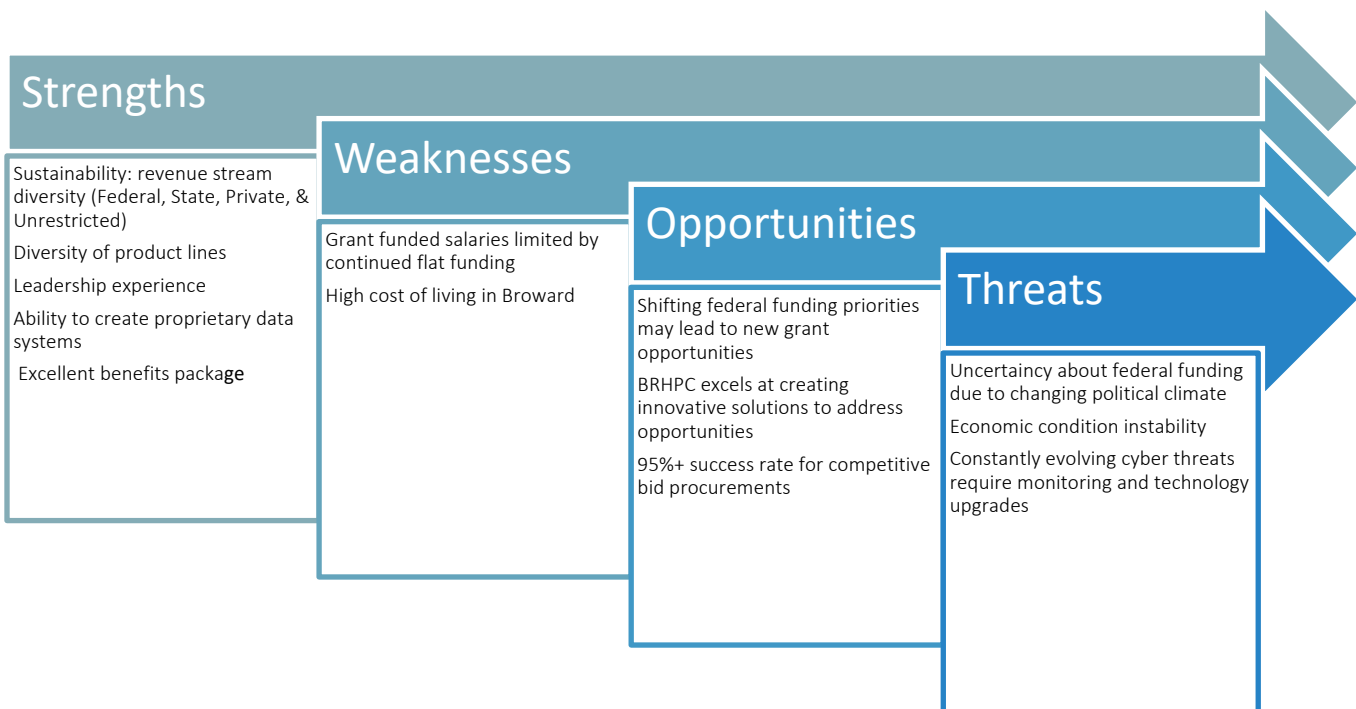 Strengths
Sustainability: revenue stream
diversity (Federal, State, Private, &
Unrestricted)
Diversity of product lines
Leadership experience
Ability to create proprietary data
systems
Excellent benefits package
Weaknesses
Grant funded salaries limited by
continued flat funding
High cost of living in Broward
Opportunities
Shifting federal funding priorities
may lead to new grant
opportunities
BRHPC excels at creating
innovative solutions to address
opportunities
95%+ success rate for competitive
bid procurements
Threats
Uncertaincy about federal funding
due to changing political climate
Economic condition instability
Constantly evolving cyber threats
require monitoring and technology
upgrades